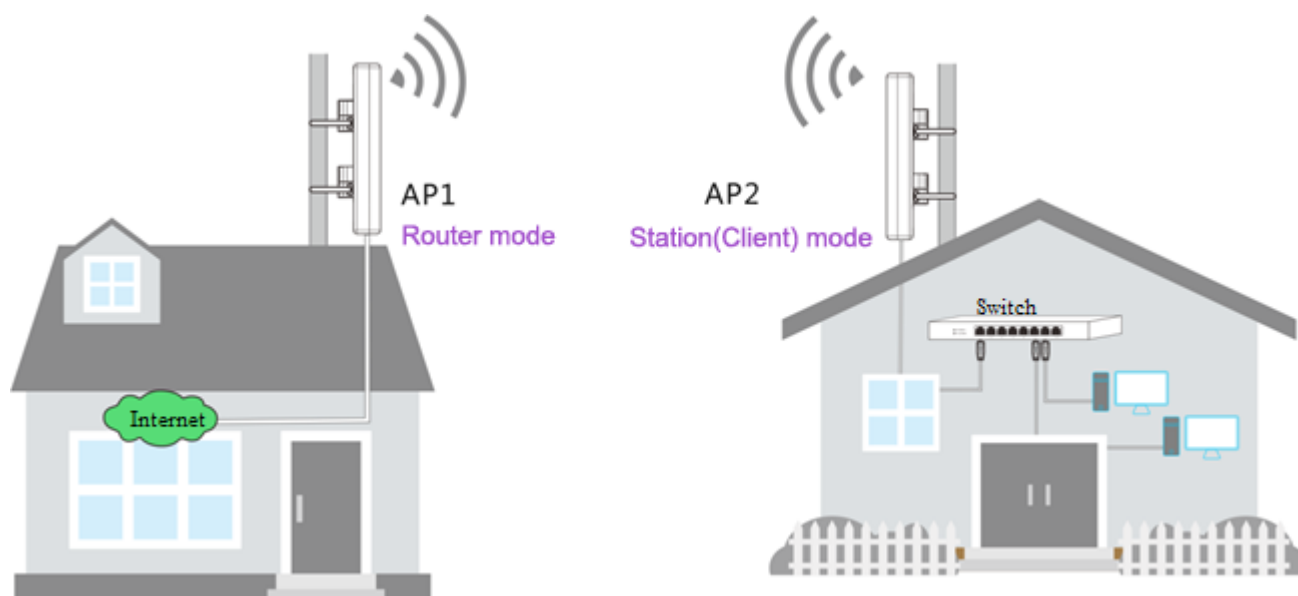 AP1
Router mode
AP2
Station(Client) mode
Switch
Internet